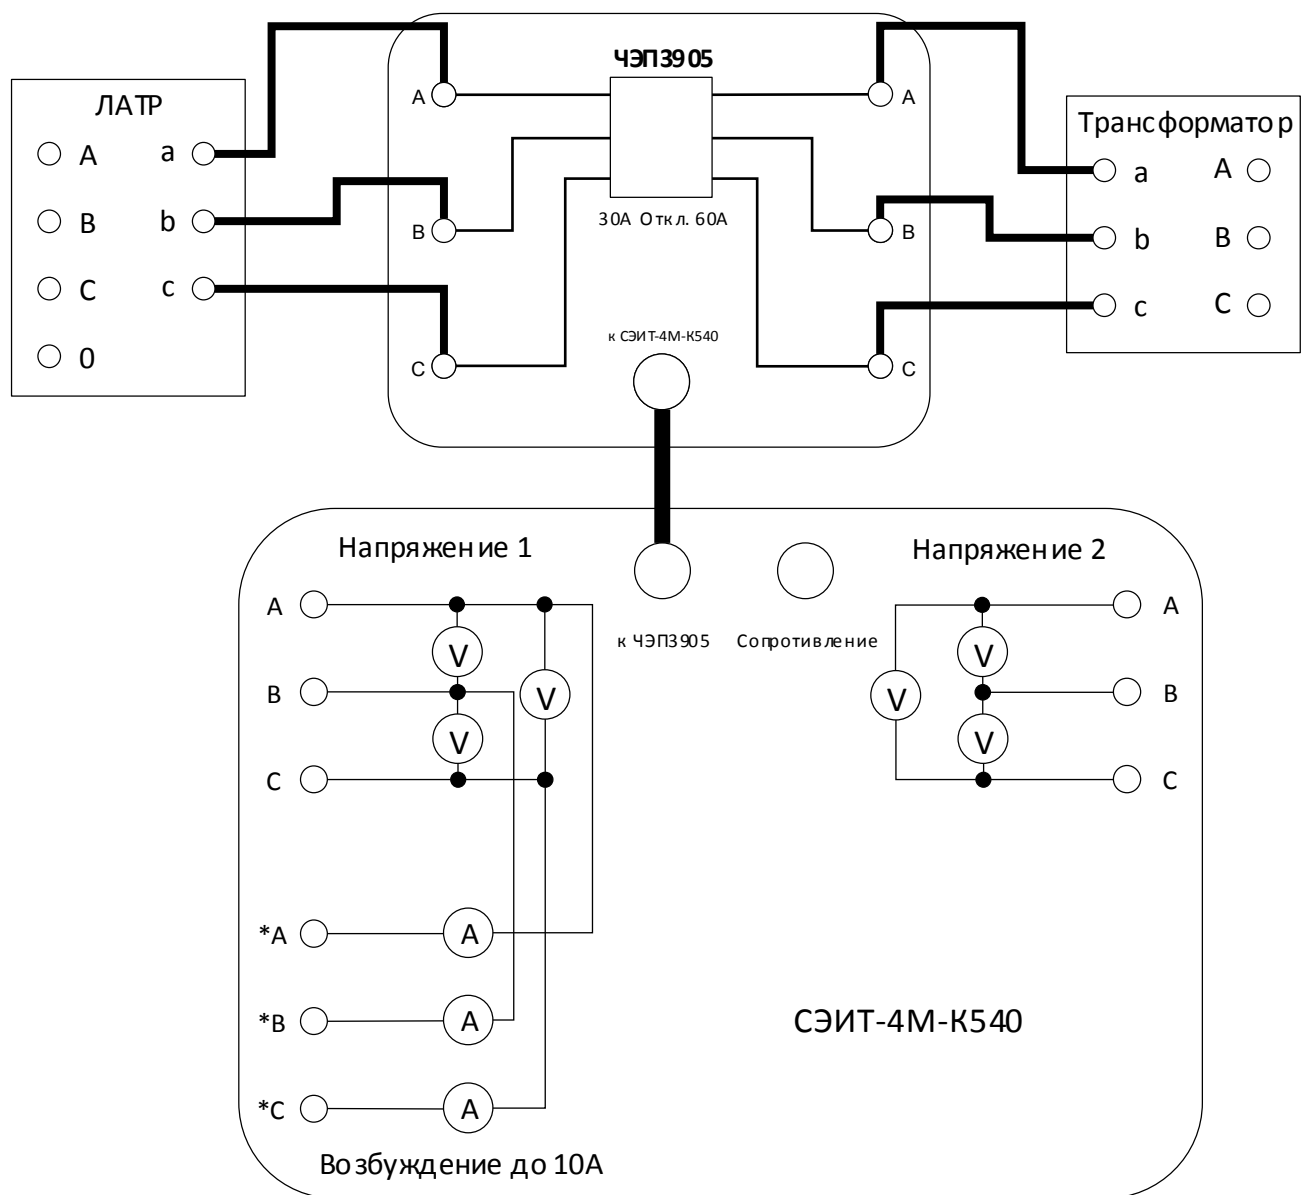 ЧЭП3905
ЛАТР
A a
B b
C c
0
A A
B B
C C
30А Откл. 60А
к СЭИТ-4М-К540
Трансформатор
a A
b B
c C
Напряжение 1
Напряжение 2
к ЧЭП3905
Сопротивление
A
V
B
V
V
C
V
A
V
B
V
C
*A A
*B A
*C A
СЭИТ-4М-К540
Возбуждение до 10А